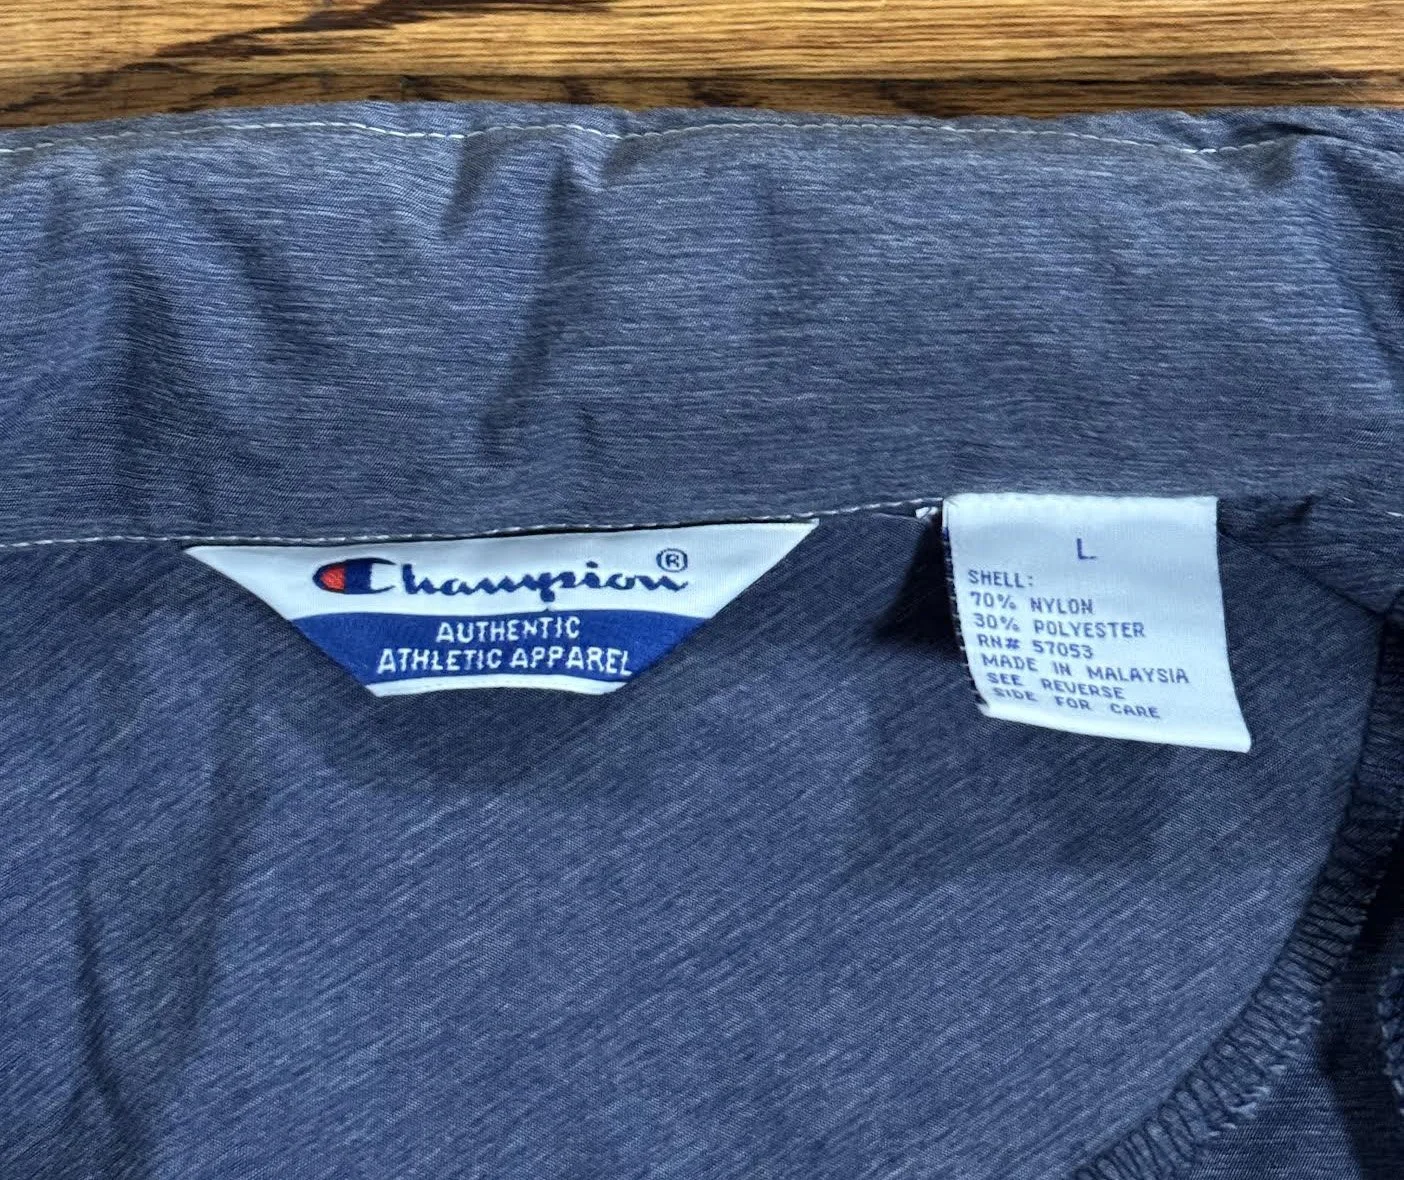 Champion®
AUTHENTIC
ATHLETIC APPAREL
L
SHELL:
70% NYLON
30% POLYESTER
RN# 57053
MADE IN MALAYSIA
SEE REVERSE
SIDE FOR CARE